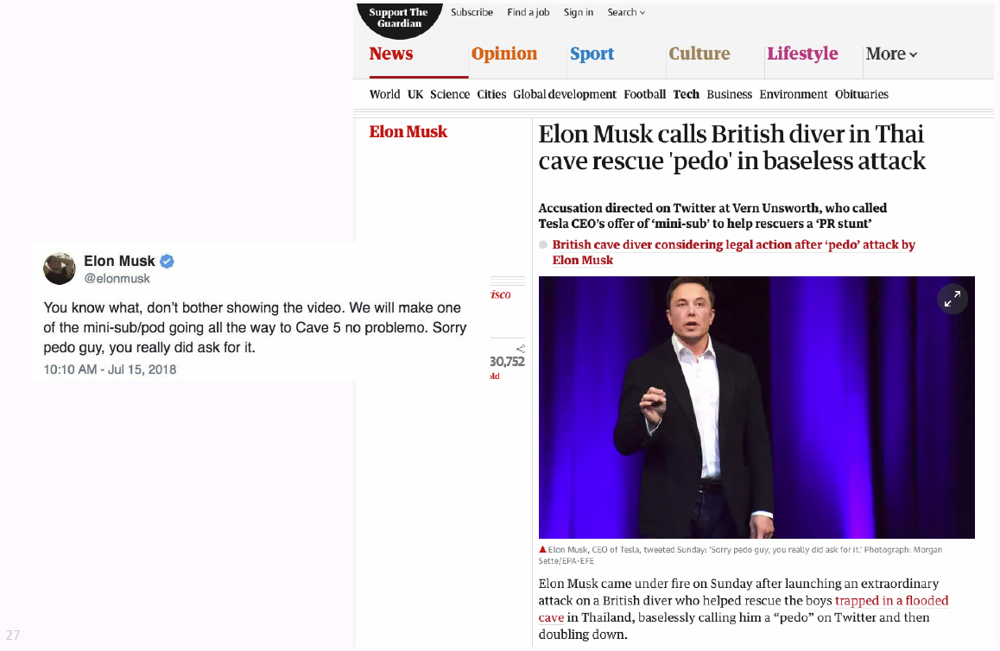 Support The
Guardian
Subscribe Find a job Sign in Search
News Opinion Sport Culture Lifestyle More
World UK Science Cities Global development Football Tech Business Environment Obituaries
Elon Musk
Elon Musk calls British diver in Thai
cave rescue 'pedo' in baseless attack
Accusation directed on Twitter at Vern Unsworth, who called
Tesla CEO's offer of ‘mini-sub’ to help rescuers a ‘PR stunt’
British cave diver considering legal action after ‘pedo’ attack by
Elon Musk
Elon Musk
@elonmusk
You know what, don't bother showing the video. We will make one
of the mini-sub/pod going all the way to Cave 5 no problemo. Sorry
pedo guy, you really did ask for it.
10:10 AM - Jul 15, 2018
isco
30,752
old
Elon Musk, CEO of Tesla, tweeted Sunday: ‘Sorry pedo guy, you really did ask for it.’ Photograph: Morgan
Sette/EPA-EFE
Elon Musk came under fire on Sunday after launching an extraordinary
attack on a British diver who helped rescue the boys trapped in a flooded
cave in Thailand, baselessly calling him a “pedo” on Twitter and then
doubling down.
27